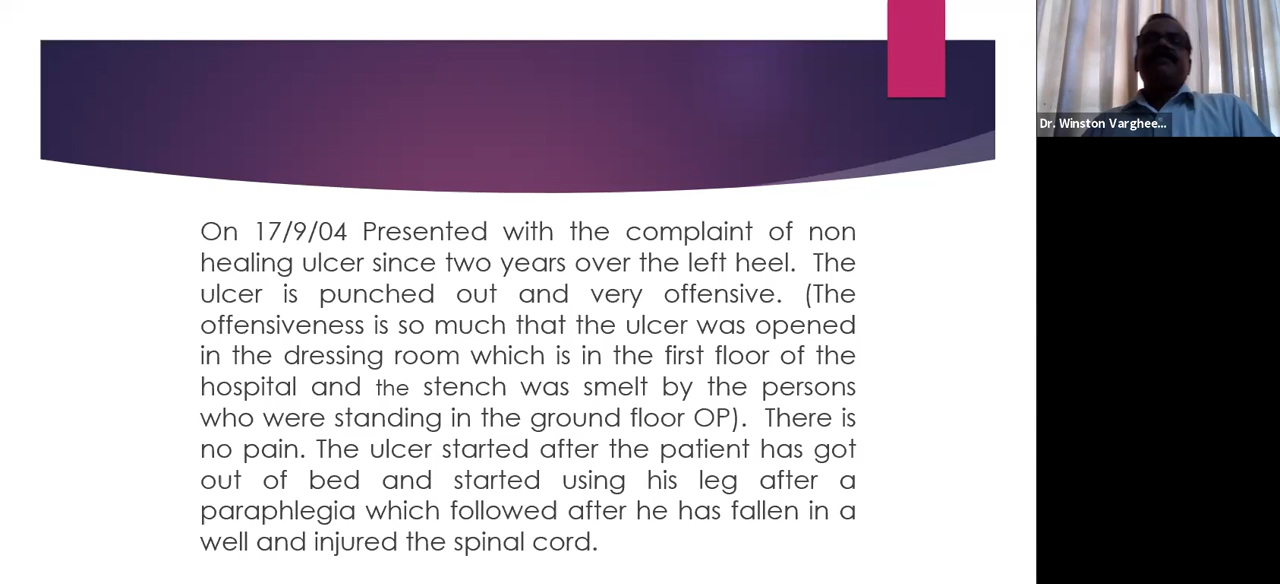 On 17/9/04 Presented with the complaint of non
healing ulcer since two years over the left heel. The
ulcer is punched out and very offensive. (The
offensiveness is so much that the ulcer was opened
in the dressing room which is in the first floor of the
hospital and the stench was smelt by the persons
who were standing in the ground floor OP). There is
no pain. The ulcer started after the patient has got
out of bed and started using his leg after a
paraphlegia which followed after he has fallen in a
well and injured the spinal cord.
Dr. Winston Varghee...